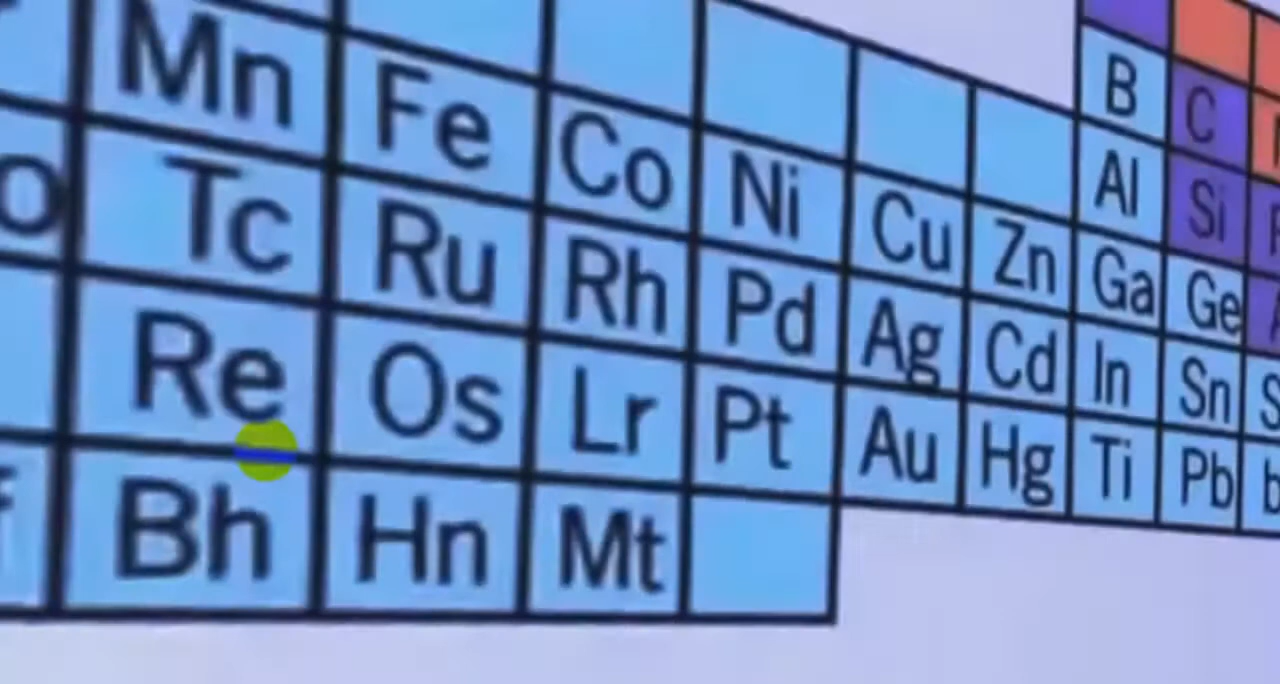 B C
Al Si
Mn Fe Co Ni Cu Zn Ga Ge
Tc Ru Rh Pd Ag Cd In Sn
Re Os Lr Pt Au Hg Ti Pb
Bh Hn Mt